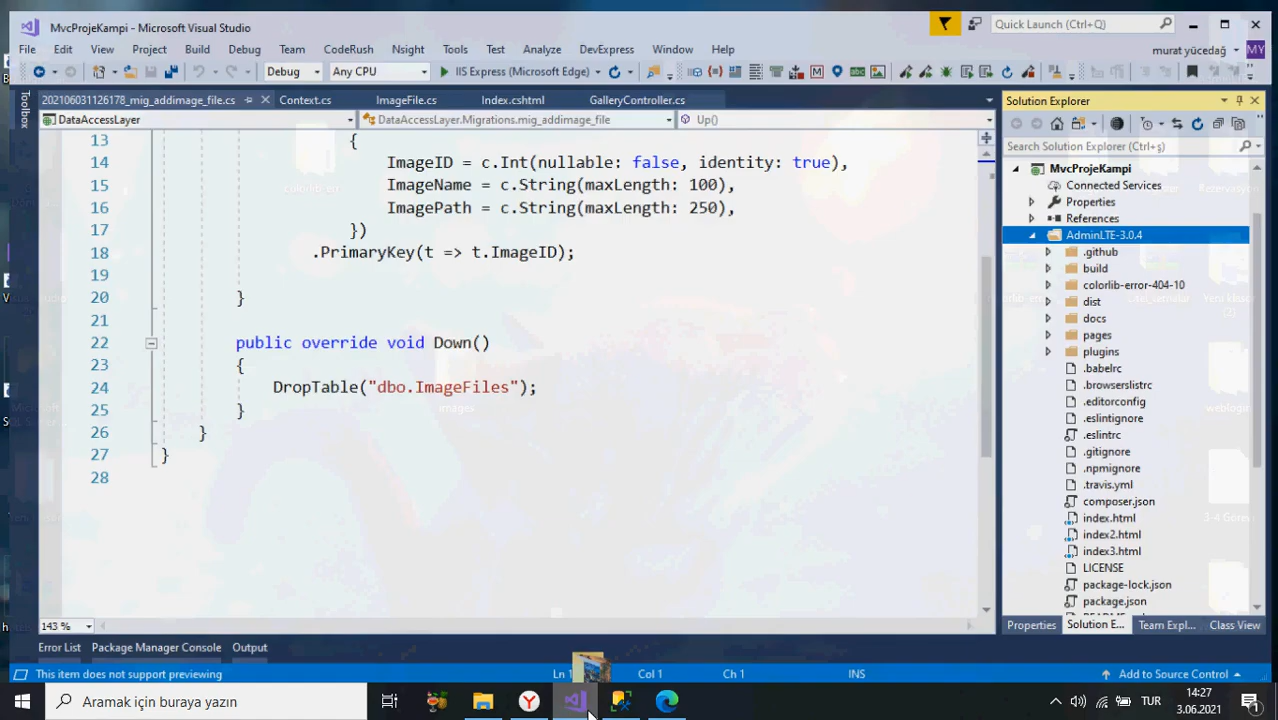 MvcProjeKampi - Microsoft Visual Studio
Quick Launch (Ctrl+Q)
File Edit View Project Build Debug Team CodeRush Nsight Tools Test Analyze DevExpress Window Help
murat yücedağ MY
Debug Any CPU IIS Express (Microsoft Edge)
Toolbox
202106031126178_mig_addimage_file.cs Context.cs ImageFile.cs Index.cshtml GalleryController.cs
DataAccessLayer DataAccessLayer.Migrations.mig_addimage_file Up()
13 {
14 ImageID = c.Int(nullable: false, identity: true),
15 ImageName = c.String(maxLength: 100),
16 ImagePath = c.String(maxLength: 250),
17 })
18 .PrimaryKey(t => t.ImageID);
19
20 }
21
22 public override void Down()
23 {
24 DropTable("dbo.ImageFiles");
25 }
26 }
27 }
28
images
143 %
Error List Package Manager Console Output
This item does not support previewing
Col 1 Ch 1 INS
Add to Source Control
Solution Explorer
Search Solution Explorer (Ctrl+ş)
MvcProjeKampi
Connected Services
Properties
References
AdminLTE-3.0.4
.github
build
colorlib-error-404-10
dist
docs
pages
plugins
.babelrc
.browserslistrc
.editorconfig
.eslintignore
.eslintrc
.gitignore
.npmignore
.travis.yml
composer.json
index.html
index2.html
index3.html
LICENSE
package-lock.json
package.json
Properties Solution E... Team Expl... Class View
Aramak için buraya yazın
TUR
14:27
3.06.2021